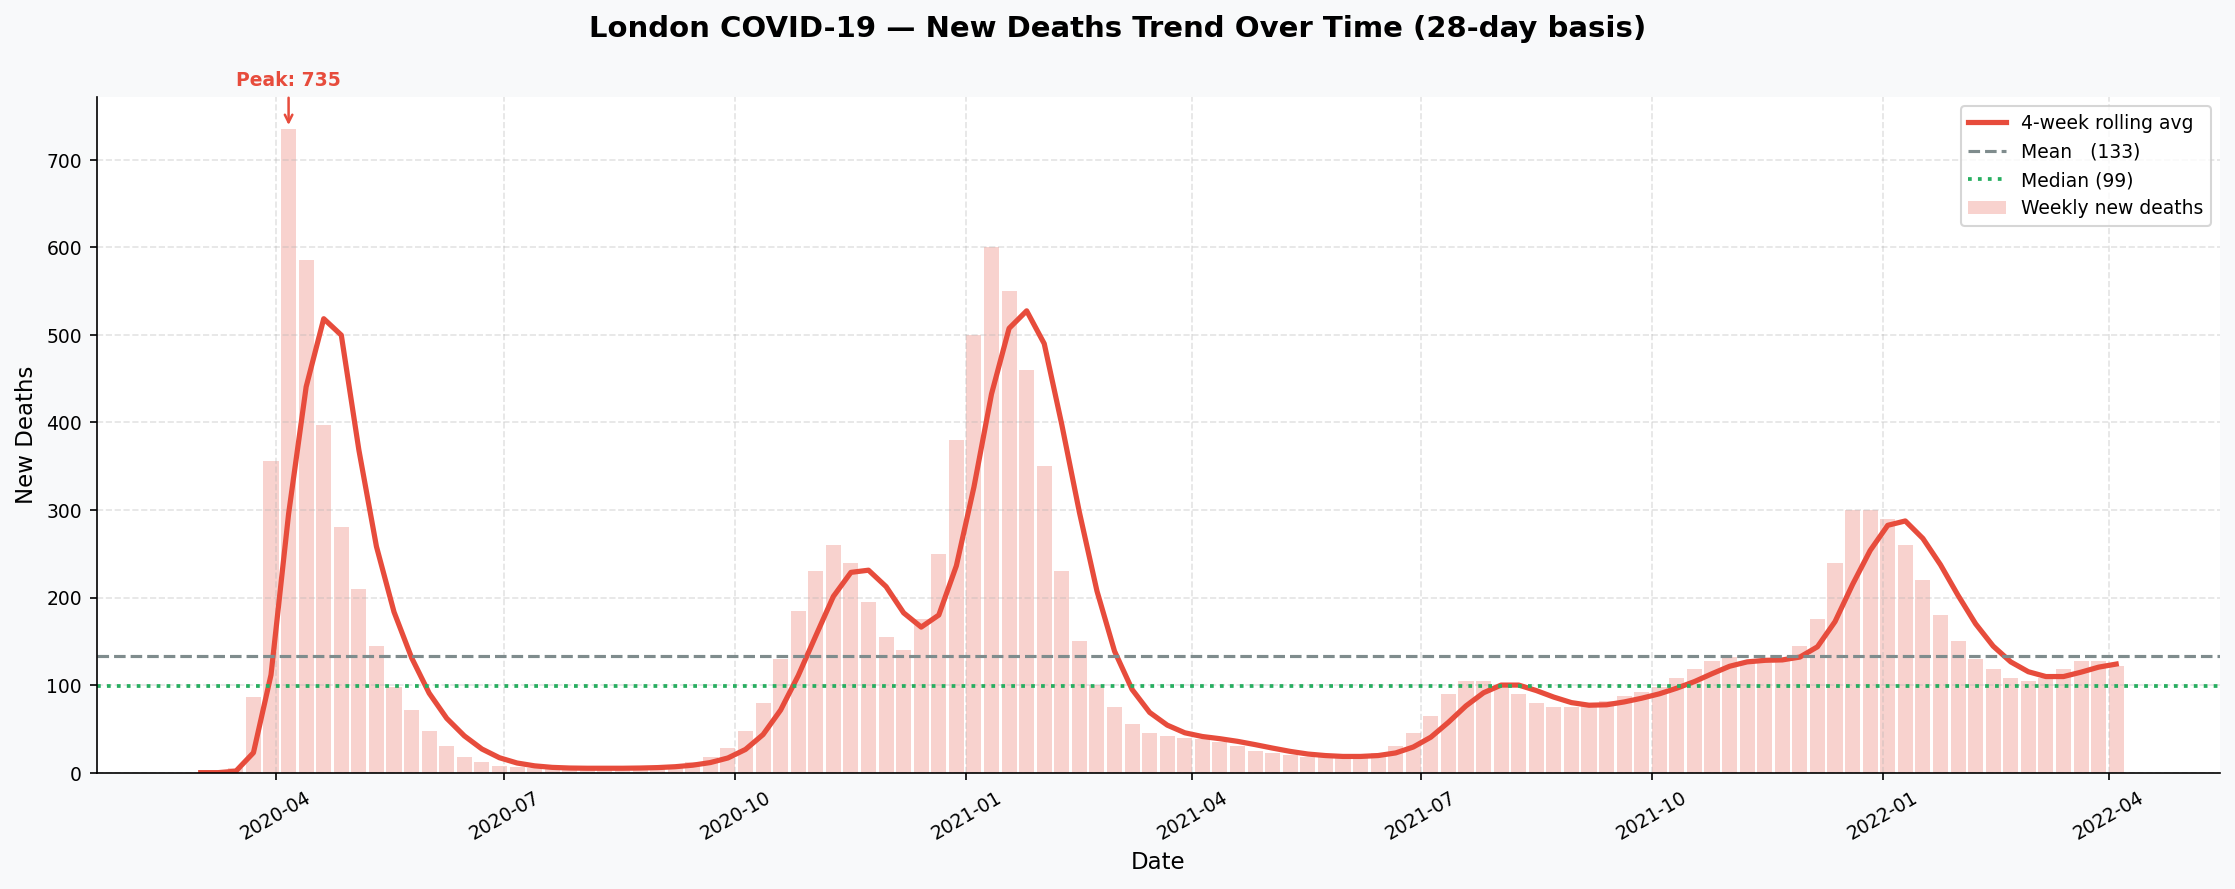 London COVID-19 — New Deaths Trend Over Time (28-day basis)
Peak: 735
4-week rolling avg
Mean (133)
Median (99)
Weekly new deaths
New Deaths
700
600
500
400
300
200
100
0
2020-04
2020-07
2020-10
2021-01
2021-04
2021-07
2021-10
2022-01
2022-04
Date